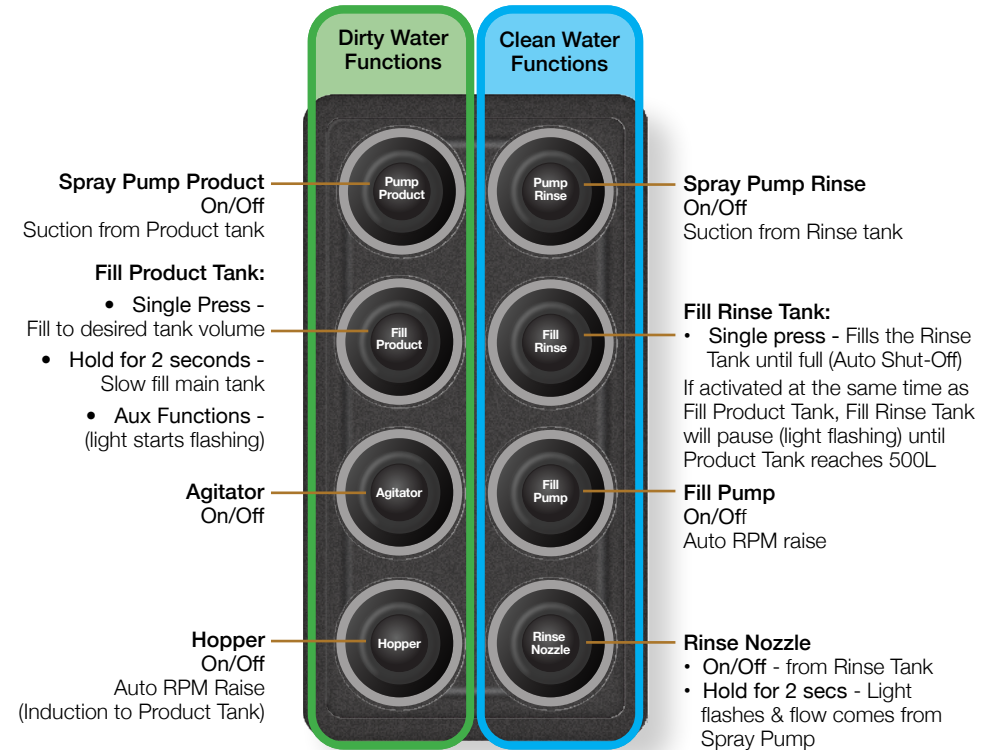 Dirty Water
Functions
Clean Water
Functions
Spray Pump Product
On/Off
Suction from Product tank
Fill Product Tank:
• Single Press -
Fill to desired tank volume
• Hold for 2 seconds -
Slow fill main tank
• Aux Functions -
(light starts flashing)
Agitator
On/Off
Hopper
On/Off
Auto RPM Raise
(Induction to Product Tank)
Pump
Product
Fill
Product
Agitator
Hopper
Pump
Rinse
Fill
Rinse
Fill
Pump
Rinse
Nozzle
Spray Pump Rinse
On/Off
Suction from Rinse tank
Fill Rinse Tank:
• Single press - Fills the Rinse
Tank until full (Auto Shut-Off)
If activated at the same time as
Fill Product Tank, Fill Rinse Tank
will pause (light flashing) until
Product Tank reaches 500L
Fill Pump
On/Off
Auto RPM raise
Rinse Nozzle
• On/Off - from Rinse Tank
• Hold for 2 secs - Light
flashes & flow comes from
Spray Pump